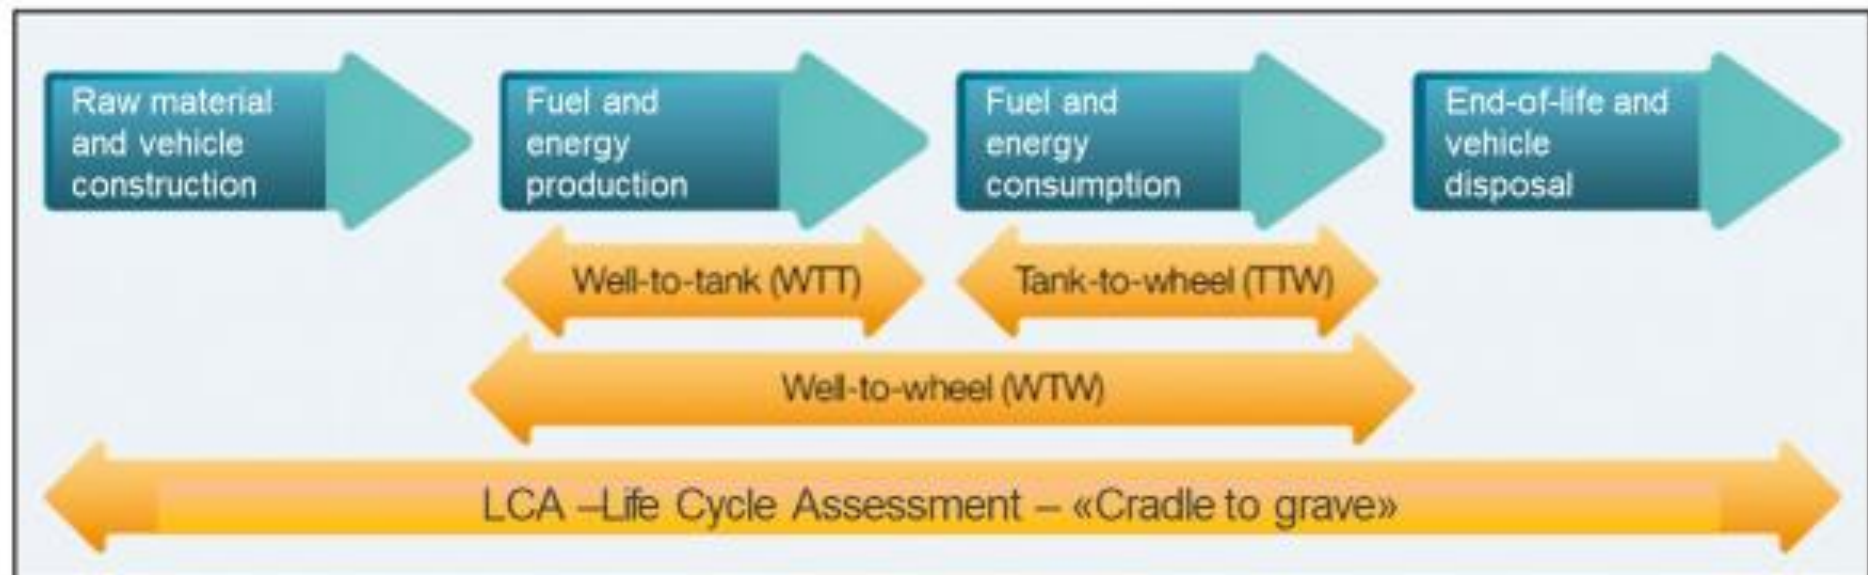 Raw material
and vehicle
construction
Fuel and
energy
production
Fuel and
energy
consumption
End-of-life and
vehicle
disposal
Well-to-tank (WTT)
Tank-to-wheel (TTW)
Well-to-wheel (WTW)
LCA –Life Cycle Assessment – «Cradle to grave»